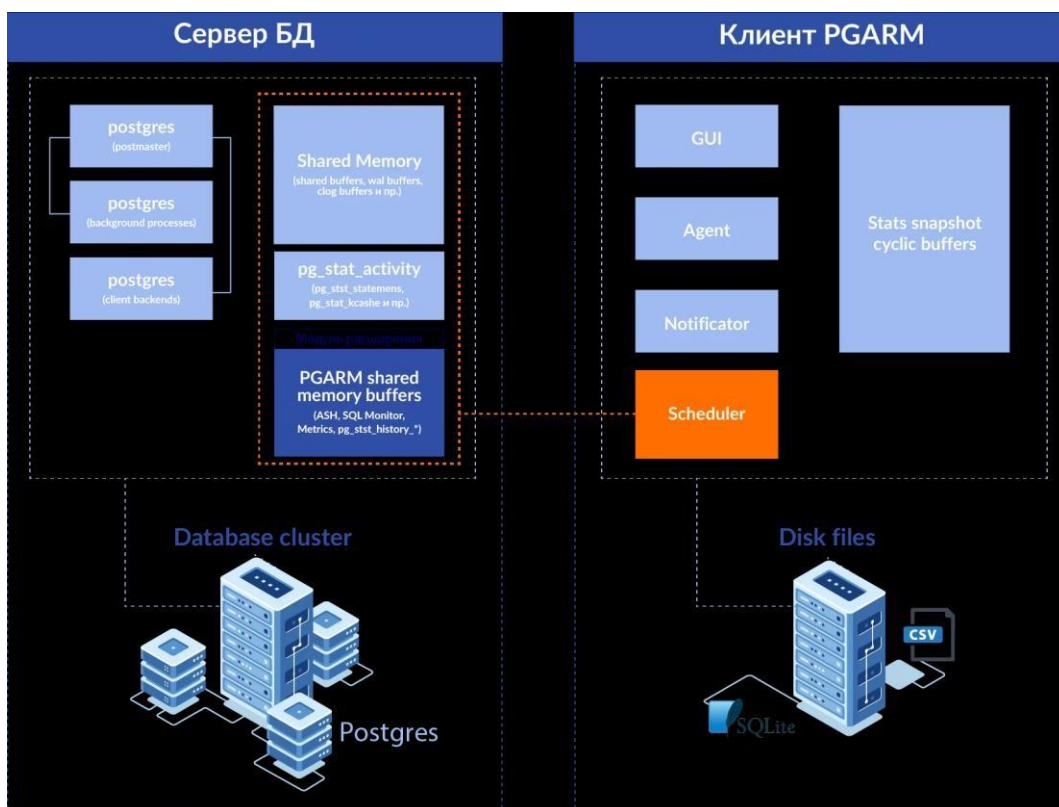 Сервер БД
postgres
(postmaster)
postgres
(background processes)
postgres
(client backends)
Shared Memory
(shared buffers, wal buffers,
clog buffers и пр.)
pg_stat_activity
(pg_stst_statemens,
pg_stat_kcashe и пр.)
Модуль расширения
PGARM shared
memory buffers
(ASH, SQL Monitor,
Metrics, pg_stst_history_*)
Database cluster
Postgres
Клиент PGARM
GUI
Agent
Notificator
Scheduler
Stats snapshot
cyclic buffers
Disk files
CSV
SQLite